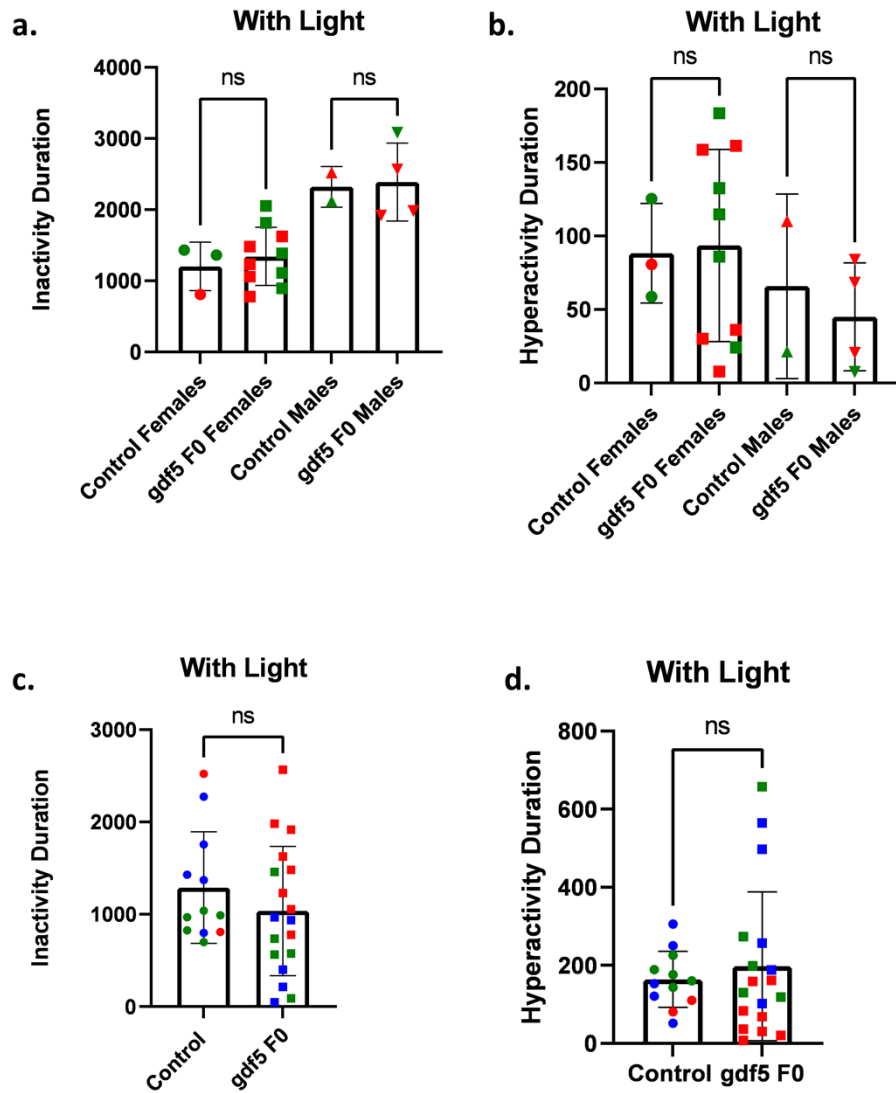 a.
With Light
Inactivity Duration
4000
3000
2000
1000
0
ns
ns
Control Females
gdf5 F0 Females
Control Males
gdf5 F0 Males
b.
With Light
Hyperactivity Duration
200
150
100
50
0
ns
ns
Control Females
gdf5 F0 Females
Control Males
gdf5 F0 Males
c.
With Light
Inactivity Duration
3000
2000
1000
0
ns
Control
gdf5 F0
d.
With Light
Hyperactivity Duration
800
600
400
200
0
ns
Control gdf5 F0